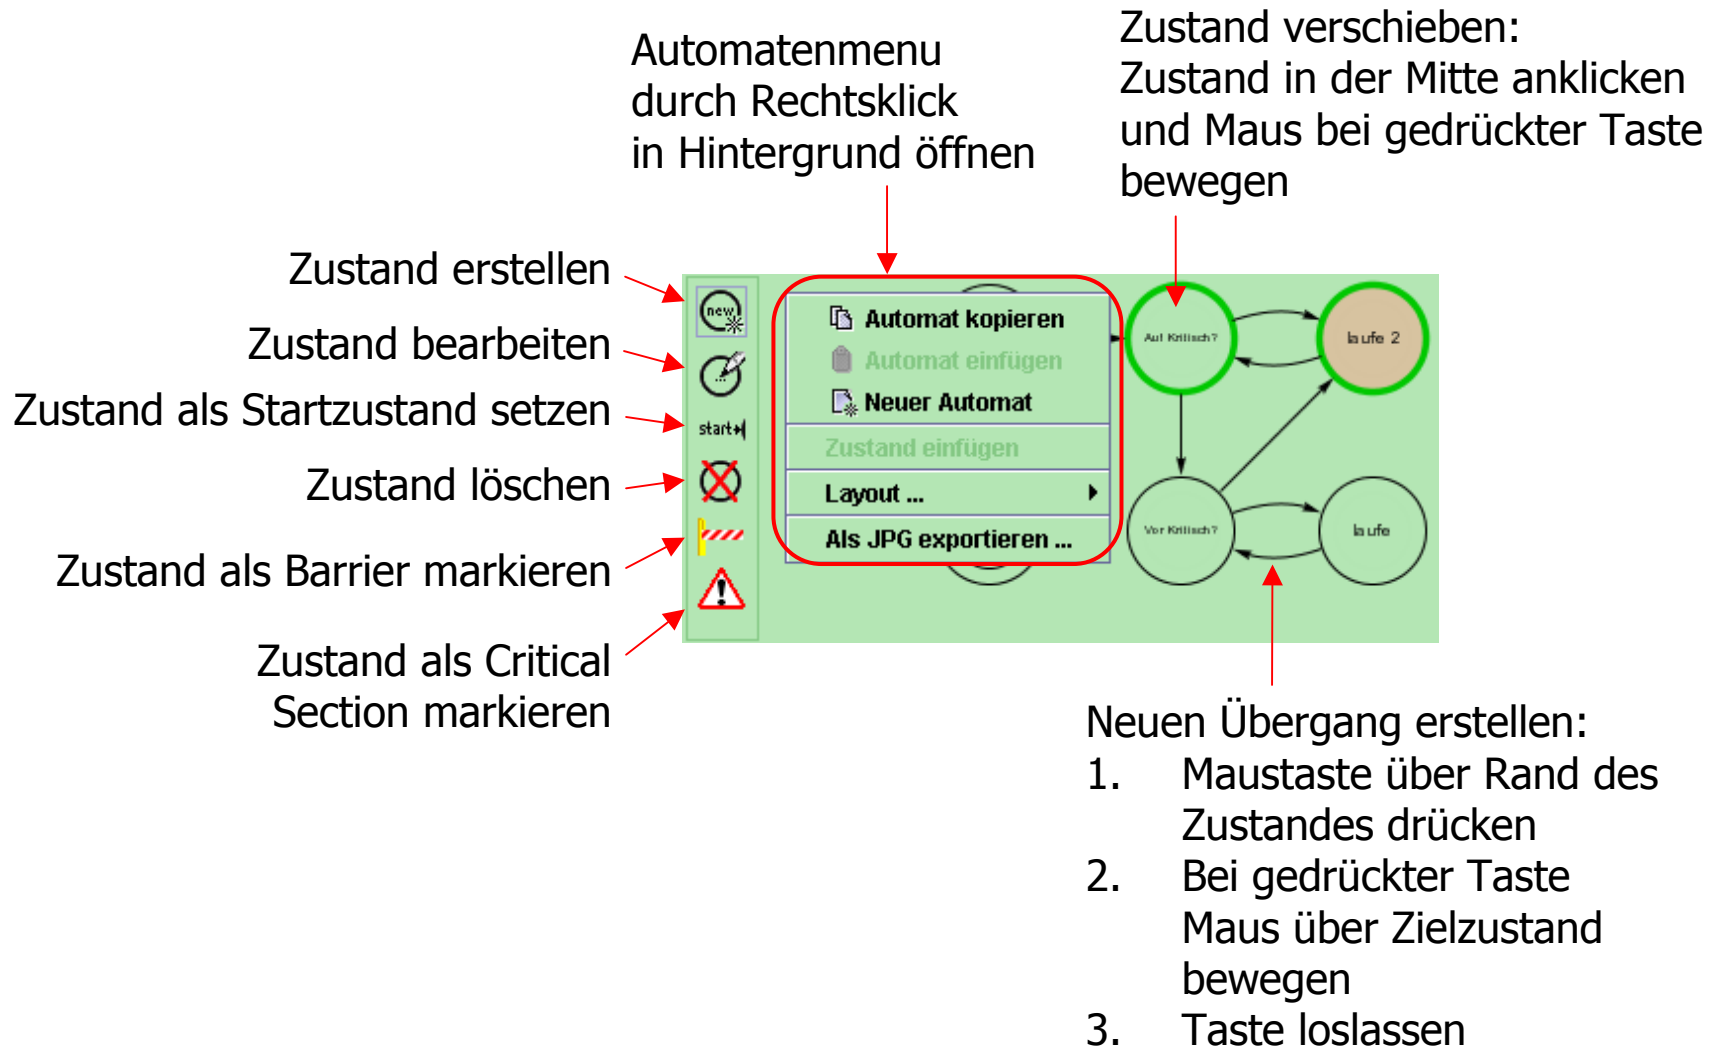 Automatenmenu
durch Rechtsklick
in Hintergrund öffnen
Zustand verschieben:
Zustand in der Mitte anklicken
und Maus bei gedrückter Taste
bewegen
Zustand erstellen
Zustand bearbeiten
Zustand als Startzustand setzen
Zustand löschen
Zustand als Barrier markieren
Zustand als Critical
Section markieren
new
start
Automat kopieren
Automat einfügen
Neuer Automat
Zustand einfügen
Layout ...
Als JPG exportieren ...
Auf Kritisch?
laufe 2
Vor Kritisch?
laufe
Neuen Übergang erstellen:
1. Maustaste über Rand des
Zustandes drücken
2. Bei gedrückter Taste
Maus über Zielzustand
bewegen
3. Taste loslassen